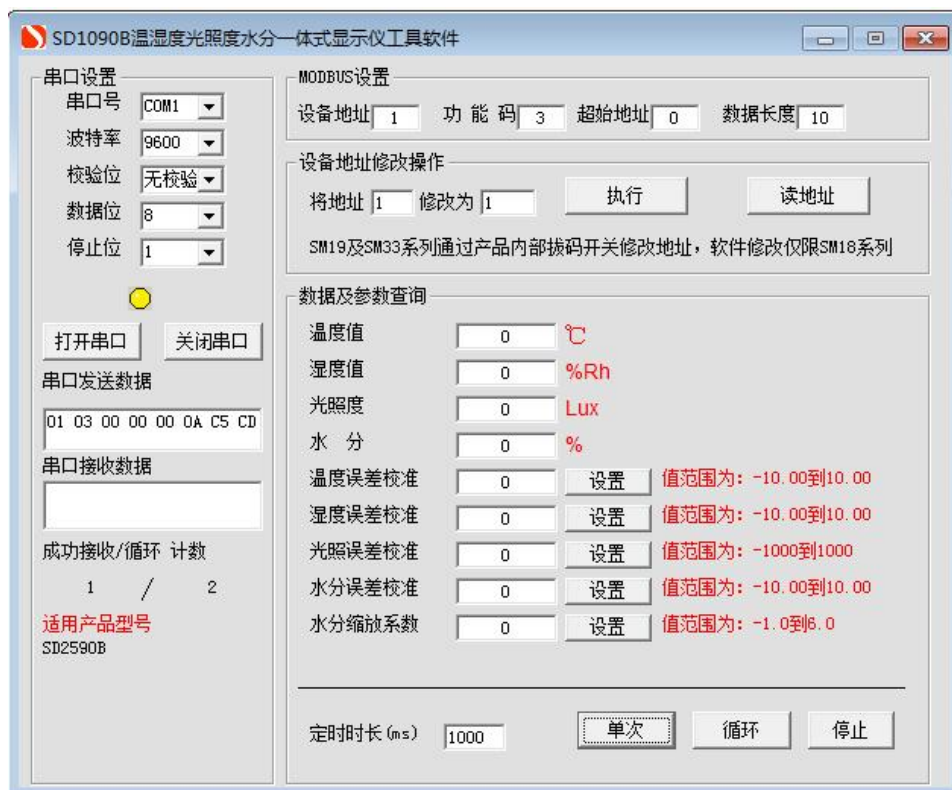 SD1090B温湿度光照度水分一体式显示仪工具软件
串口设置
串口号 COM1
波特率 9600
校验位 无校验
数据位 8
停止位 1
打开串口 关闭串口
串口发送数据
01 03 00 00 00 0A C5 CD
串口接收数据
成功接收/循环 计数
1 / 2
适用产品型号
SD2590B
MODBUS设置
设备地址 1 功 能 码 3 超始地址 0 数据长度 10
设备地址修改操作
将地址 1 修改为 1 执行 读地址
SM19及SM33系列通过产品内部拔码开关修改地址，软件修改仅限SM18系列
数据及参数查询
温度值 0 ℃
湿度值 0 %Rh
光照度 0 Lux
水 分 0 %
温度误差校准 0 设置 值范围为：-10.00到10.00
湿度误差校准 0 设置 值范围为：-10.00到10.00
光照误差校准 0 设置 值范围为：-1000到1000
水分误差校准 0 设置 值范围为：-10.00到10.00
水分缩放系数 0 设置 值范围为：-1.0到6.0
定时时长(ms) 1000 单次 循环 停止